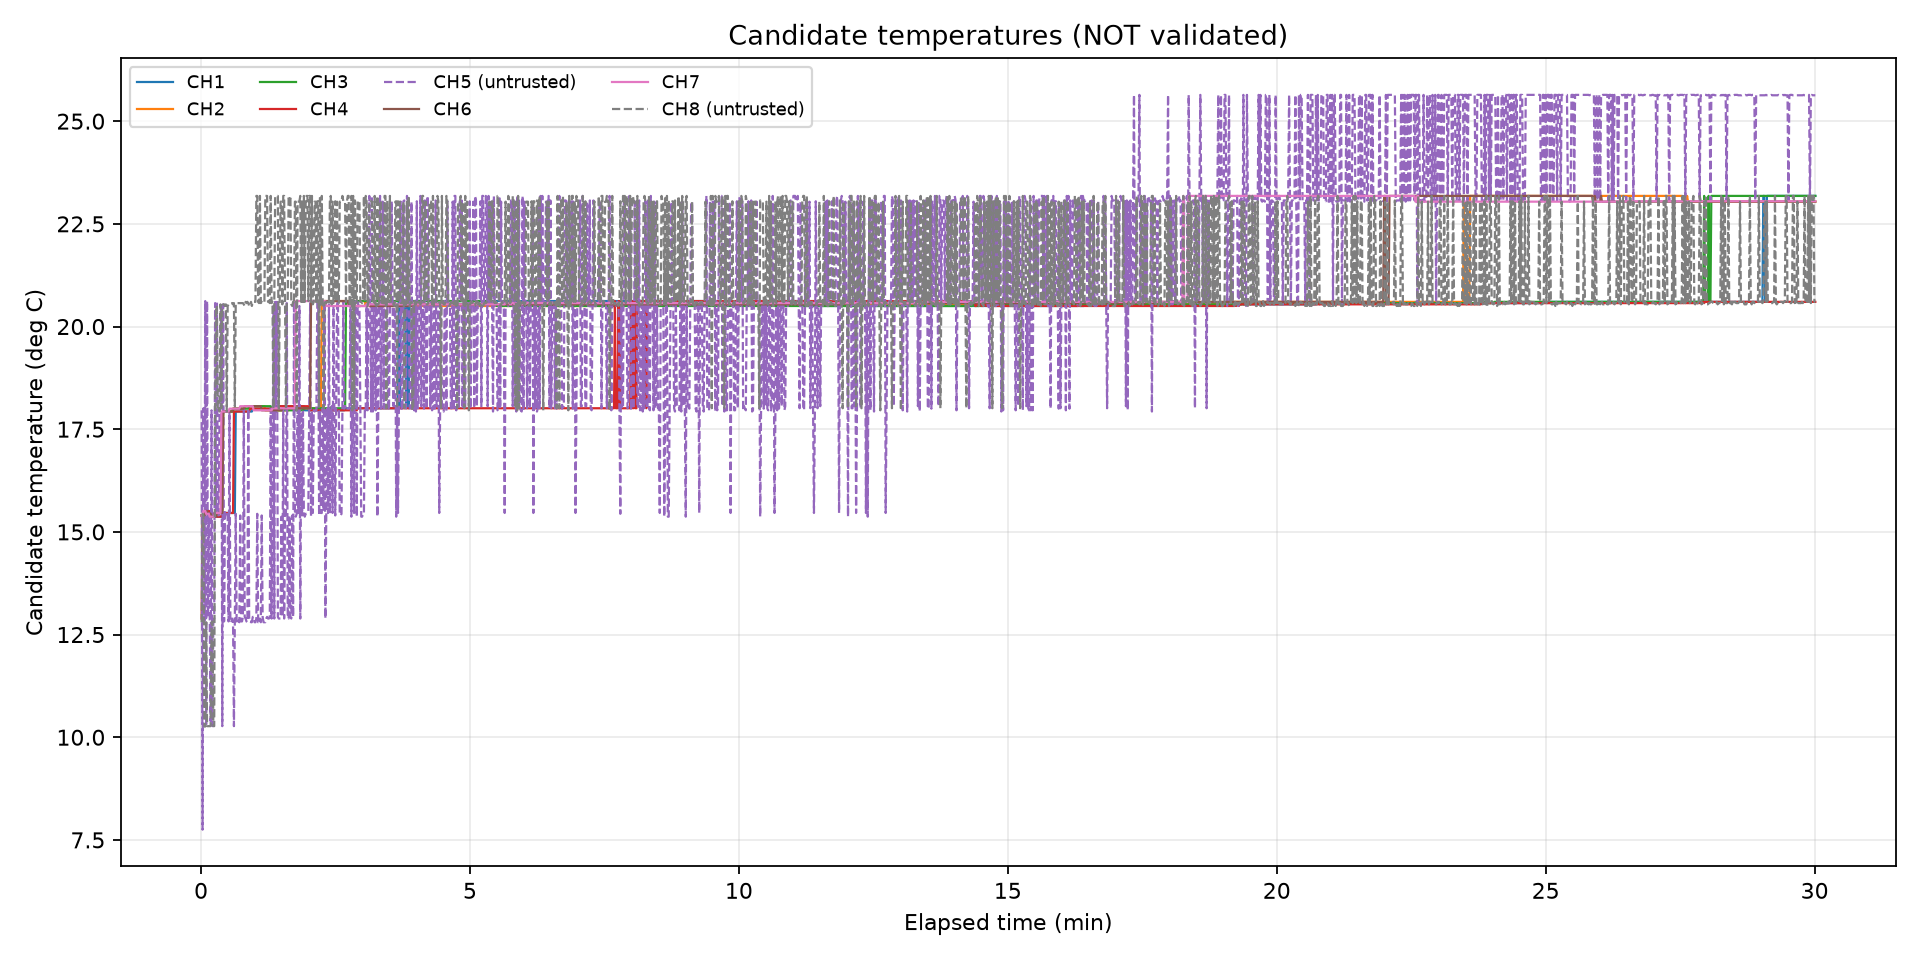 Candidate temperatures (NOT validated)
CH1 CH3 CH5 (untrusted) CH7
CH2 CH4 CH6 CH8 (untrusted)
Candidate temperature (deg C)
25.0
22.5
20.0
17.5
15.0
12.5
10.0
7.5
0 5 10 15 20 25 30
Elapsed time (min)